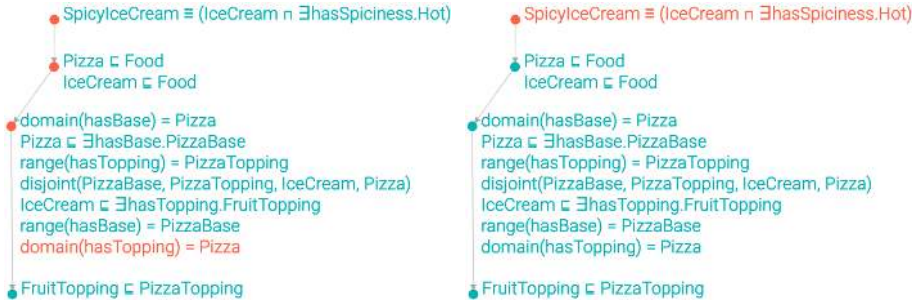 SpicyIceCream ≡ (IceCream ⊓ ∃hasSpiciness.Hot)
Pizza ⊑ Food
IceCream ⊑ Food
domain(hasBase) = Pizza
Pizza ⊑ ∃hasBase.PizzaBase
range(hasTopping) = PizzaTopping
disjoint(PizzaBase, PizzaTopping, IceCream, Pizza)
IceCream ⊑ ∃hasTopping.FruitTopping
range(hasBase) = PizzaBase
domain(hasTopping) = Pizza
FruitTopping ⊑ PizzaTopping
SpicyIceCream ≡ (IceCream ⊓ ∃hasSpiciness.Hot)
Pizza ⊑ Food
IceCream ⊑ Food
domain(hasBase) = Pizza
Pizza ⊑ ∃hasBase.PizzaBase
range(hasTopping) = PizzaTopping
disjoint(PizzaBase, PizzaTopping, IceCream, Pizza)
IceCream ⊑ ∃hasTopping.FruitTopping
range(hasBase) = PizzaBase
domain(hasTopping) = Pizza
FruitTopping ⊑ PizzaTopping